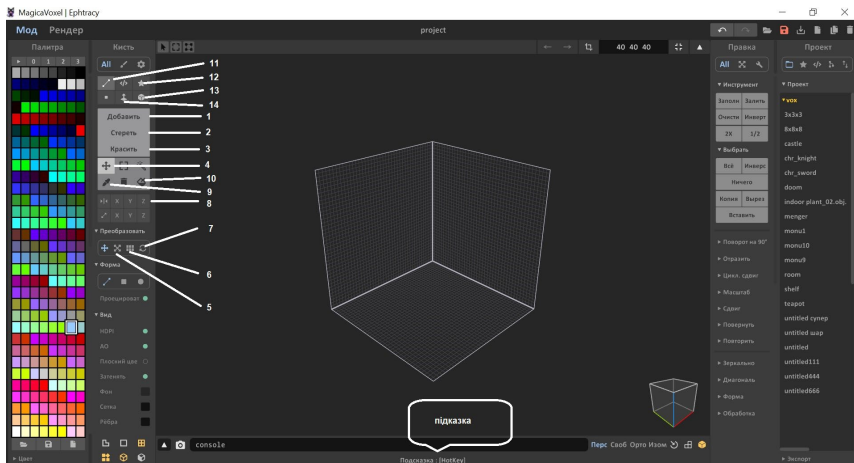 MagicaVoxel | Ephtracy
Мод Рендер
project
Палитра
0 1 2 3
Цвет
Кисть
All
Добавить
Стереть
Красить
X Y Z
X Y Z
Преобразовать
Форма
Проецироват
Вид
HDPI
AO
Плоский цве
Затенять
Фон
Сетка
Рёбра
11
12
13
14
1
2
3
4
10
9
8
7
6
5
40 40 40
підказка
console
Подсказка : [HotKey]
Перс Своб Орто Изом
Правка
All
Инструмент
Заполн Залить
Очисти Инверт
2X 1/2
Выбрать
Всё Инверс
Ничего
Копия Вырез
Вставить
Поворот на 90°
Отразить
Цикл. сдвиг
Масштаб
Сдвиг
Повернуть
Повторить
Зеркально
Диагональ
Форма
Обработка
Проект
Проект
vox
3x3x3
8x8x8
castle
chr_knight
chr_sword
doom
indoor plant_02.obj.
menger
monu1
monu10
monu9
room
shelf
teapot
untitled супер
untitled шар
untitled
untitled111
untitled444
untitled666
Экспорт